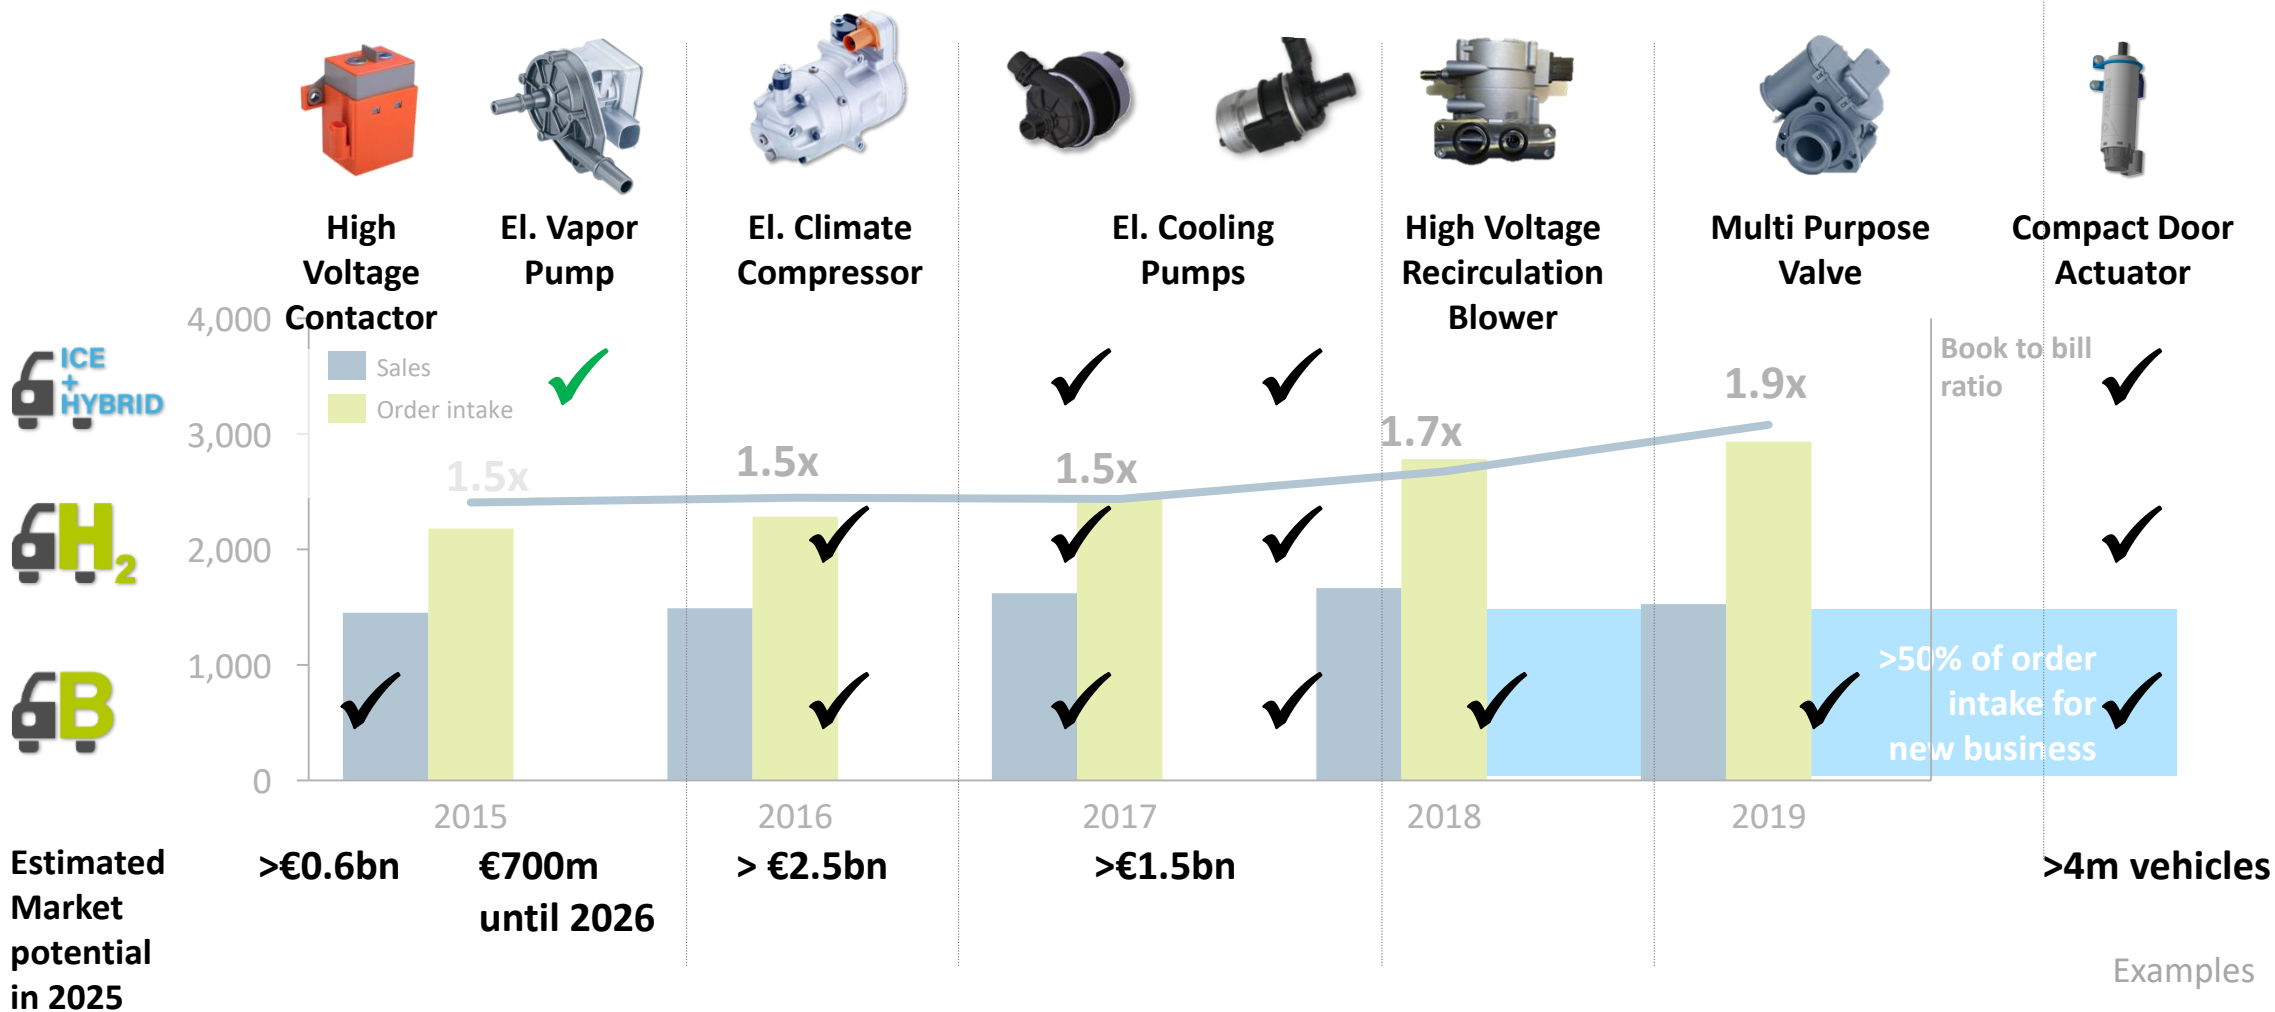 High
Voltage
Contactor
El. Vapor
Pump
El. Climate
Compressor
El. Cooling
Pumps
High Voltage
Recirculation
Blower
Multi Purpose
Valve
Compact Door
Actuator
4,000
3,000
2,000
1,000
0
ICE
+
HYBRID
H2
B
Sales
Order intake
1.5x
1.5x
1.5x
1.7x
1.9x
Book to bill
ratio
>50% of order
intake for
new business
2015
2016
2017
2018
2019
Estimated
Market
potential
in 2025
>€0.6bn
€700m
until 2026
> €2.5bn
>€1.5bn
>4m vehicles
Examples